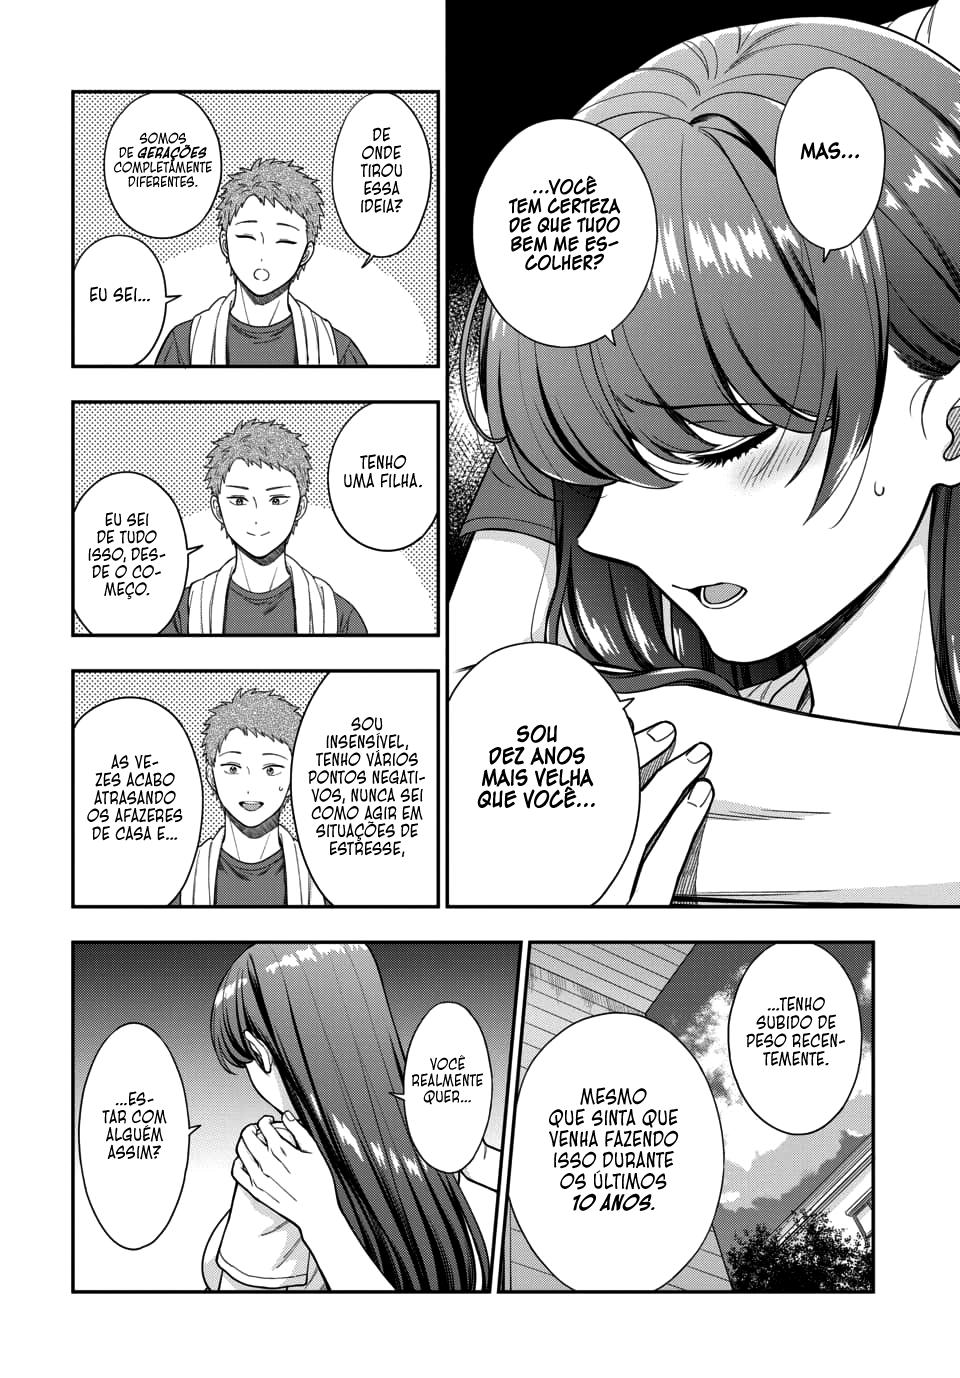 MAS...
...VOCÊ
TEM CERTEZA
DE QUE TUDO
BEM ME ES-
COLHER?
SOU
DEZ ANOS
MAIS VELHA
QUE VOCÊ...
DE
ONDE
TIROU
ESSA
IDEIA?
SOMOS
DE GERAÇÕES
COMPLETAMENTE
DIFERENTES.
EU SEI...
TENHO
UMA FILHA.
EU SEI
DE TUDO
ISSO, DES-
DE O CO-
MEÇO.
SOU
INSENSÍVEL,
TENHO VÁRIOS
PONTOS NEGATI-
VOS, NUNCA SEI
COMO AGIR EM
SITUAÇÕES DE
ESTRESSE,
AS VE-
ZES ACABO
ATRASANDO
OS AFAZERES
DE CASA E...
...TENHO
SUBIDO DE
PESO RECEN-
TEMENTE.
MESMO
QUE SINTA QUE
VENHA FAZENDO
ISSO DURANTE
OS ÚLTIMOS
10 ANOS.
VOCÊ
REALMENTE
QUER...
...ES-
TAR COM
ALGUÉM
ASSIM?